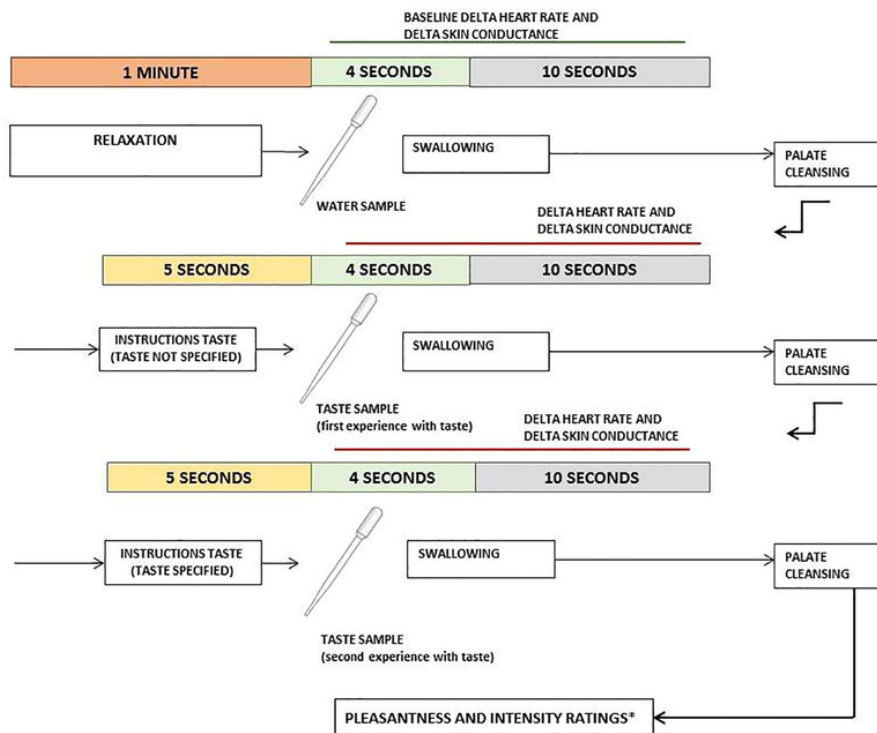 BASELINE DELTA HEART RATE AND
DELTA SKIN CONDUCTANCE
1 MINUTE
4 SECONDS
10 SECONDS
RELAXATION
SWALLOWING
PALATE
CLEANSING
WATER SAMPLE
DELTA HEART RATE AND
DELTA SKIN CONDUCTANCE
5 SECONDS
4 SECONDS
10 SECONDS
INSTRUCTIONS TASTE
(TASTE NOT SPECIFIED)
SWALLOWING
PALATE
CLEANSING
TASTE SAMPLE
(first experience with taste)
DELTA HEART RATE AND
DELTA SKIN CONDUCTANCE
5 SECONDS
4 SECONDS
10 SECONDS
INSTRUCTIONS TASTE
(TASTE SPECIFIED)
SWALLOWING
PALATE
CLEANSING
TASTE SAMPLE
(second experience with taste)
PLEASANTNESS AND INTENSITY RATINGS*